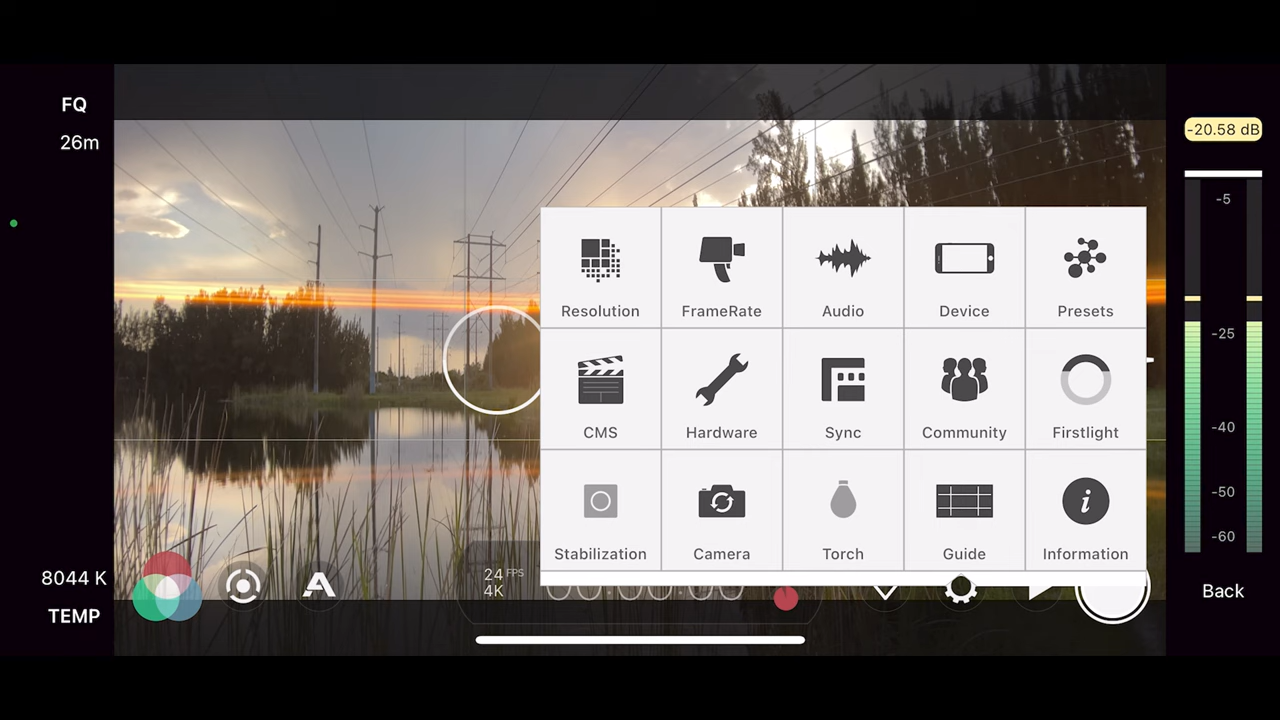 FQ
26m
-20.58 dB
-5
-25
-40
-50
-60
Resolution
FrameRate
Audio
Device
Presets
CMS
Hardware
Sync
Community
Firstlight
Stabilization
Camera
Torch
Guide
Information
8044 K
TEMP
A
24 FPS
4K
Back